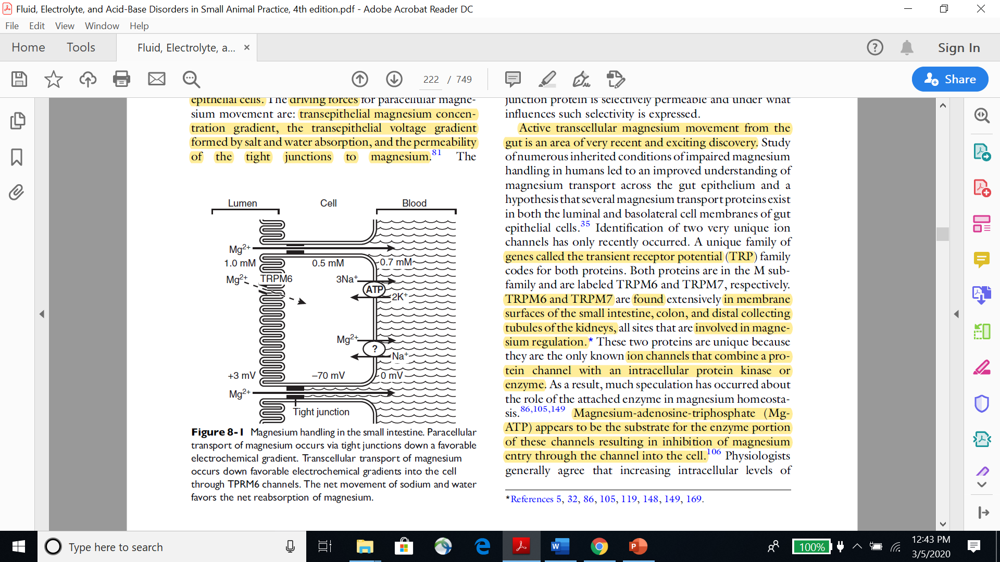 Fluid, Electrolyte, and Acid-Base Disorders in Small Animal Practice, 4th edition.pdf - Adobe Acrobat Reader DC
File Edit View Window Help
Home Tools Fluid, Electrolyte, a... × Sign In
222 / 749 Share
epithelial cells. The driving forces for paracellular magne-
sium movement are: transepithelial magnesium concen-
tration gradient, the transepithelial voltage gradient
formed by salt and water absorption, and the permeability
of the tight junctions to magnesium.81 The
Lumen Cell Blood
Mg2+
1.0 mM 0.5 mM 0.7 mM
Mg2+ TRPM6 3Na+
ATP
2K+
Mg2+
?
Na+
+3 mV –70 mV 0 mV
Mg2+
Tight junction
Figure 8-1 Magnesium handling in the small intestine. Paracellular
transport of magnesium occurs via tight junctions down a favorable
electrochemical gradient. Transcellular transport of magnesium
occurs down favorable electrochemical gradients into the cell
through TPRM6 channels. The net movement of sodium and water
favors the net reabsorption of magnesium.
junction protein is selectively permeable and under what
influences such selectivity is expressed.
Active transcellular magnesium movement from the
gut is an area of very recent and exciting discovery. Study
of numerous inherited conditions of impaired magnesium
handling in humans led to an improved understanding of
magnesium transport across the gut epithelium and a
hypothesis that several magnesium transport proteins exist
in both the luminal and basolateral cell membranes of gut
epithelial cells.35 Identification of two very unique ion
channels has only recently occurred. A unique family of
genes called the transient receptor potential (TRP) family
codes for both proteins. Both proteins are in the M sub-
family and are labeled TRPM6 and TRPM7, respectively.
TRPM6 and TRPM7 are found extensively in membrane
surfaces of the small intestine, colon, and distal collecting
tubules of the kidneys, all sites that are involved in magne-
sium regulation.* These two proteins are unique because
they are the only known ion channels that combine a pro-
tein channel with an intracellular protein kinase or
enzyme. As a result, much speculation has occurred about
the role of the attached enzyme in magnesium homeosta-
sis.86,105,149 Magnesium-adenosine-triphosphate (Mg-
ATP) appears to be the substrate for the enzyme portion
of these channels resulting in inhibition of magnesium
entry through the channel into the cell.106 Physiologists
generally agree that increasing intracellular levels of
*References 5, 32, 86, 105, 119, 148, 149, 169.
Type here to search
100%
12:43 PM
3/5/2020